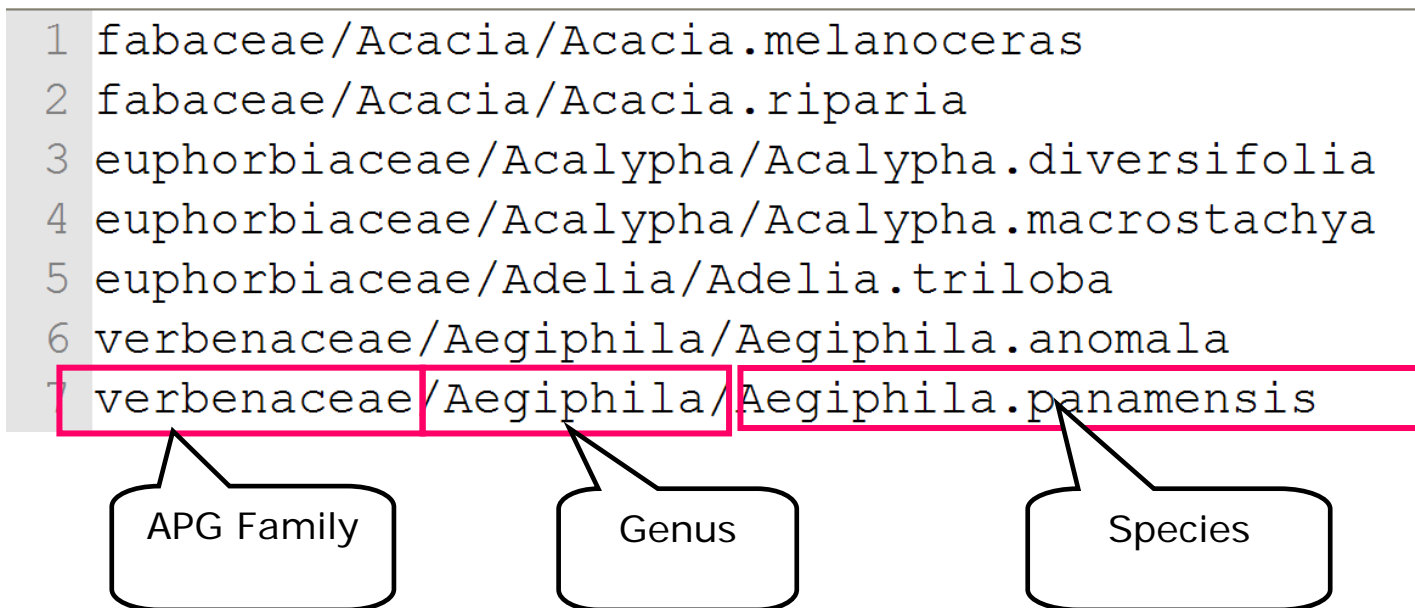 1 fabaceae/Acacia/Acacia.melanoceras
2 fabaceae/Acacia/Acacia.riparia
3 euphorbiaceae/Acalypha/Acalypha.diversifolia
4 euphorbiaceae/Acalypha/Acalypha.macrostachya
5 euphorbiaceae/Adelia/Adelia.triloba
6 verbenaceae/Aegiphila/Aegiphila.anomala
7 verbenaceae/Aegiphila/Aegiphila.panamensis
APG Family
Genus
Species